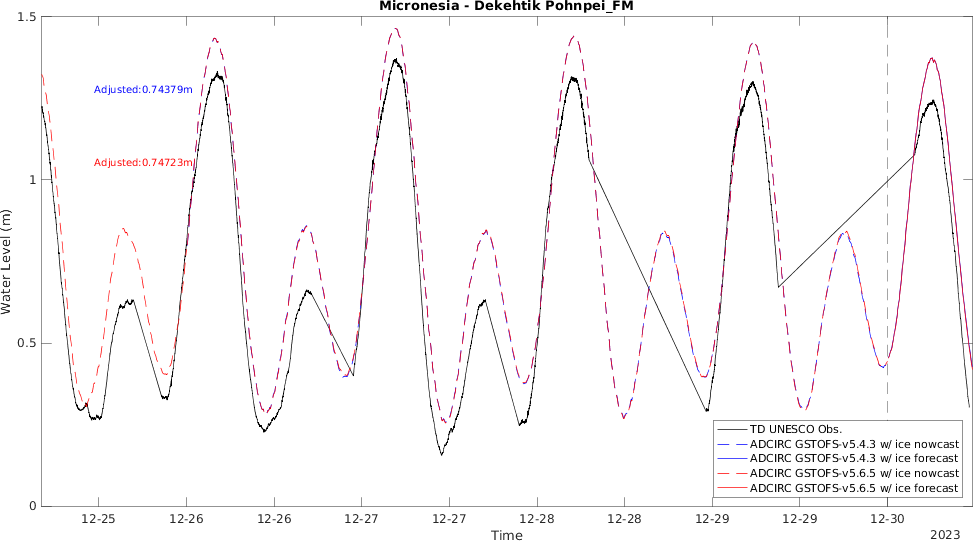 Micronesia - Dekehtik Pohnpei_FM
1.5
1
0.5
0
Water Level (m)
Adjusted:0.74379m
Adjusted:0.74723m
TD UNESCO Obs.
ADCIRC GSTOFS-v5.4.3 w/ ice nowcast
ADCIRC GSTOFS-v5.4.3 w/ ice forecast
ADCIRC GSTOFS-v5.6.5 w/ ice nowcast
ADCIRC GSTOFS-v5.6.5 w/ ice forecast
12-25 12-26 12-26 12-27 12-27 12-28 12-28 12-29 12-29 12-30
Time
2023